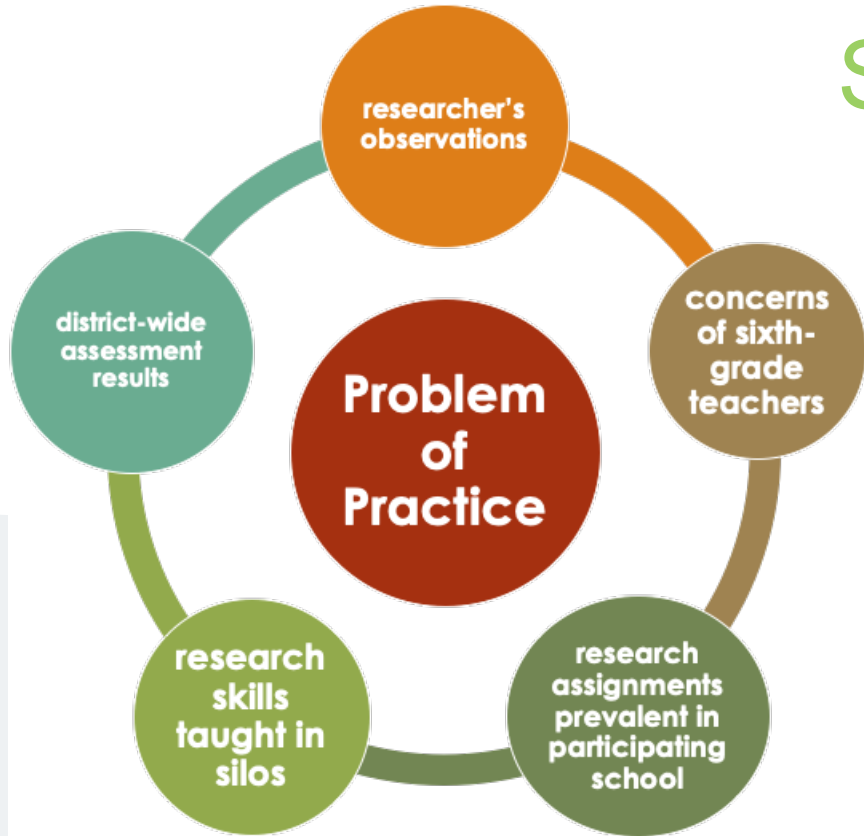 S
researcher's
observations
concerns
of sixth-
grade
teachers
research
assignments
prevalent in
participating
school
research
skills
taught in
silos
district-wide
assessment
results
Problem
of
Practice